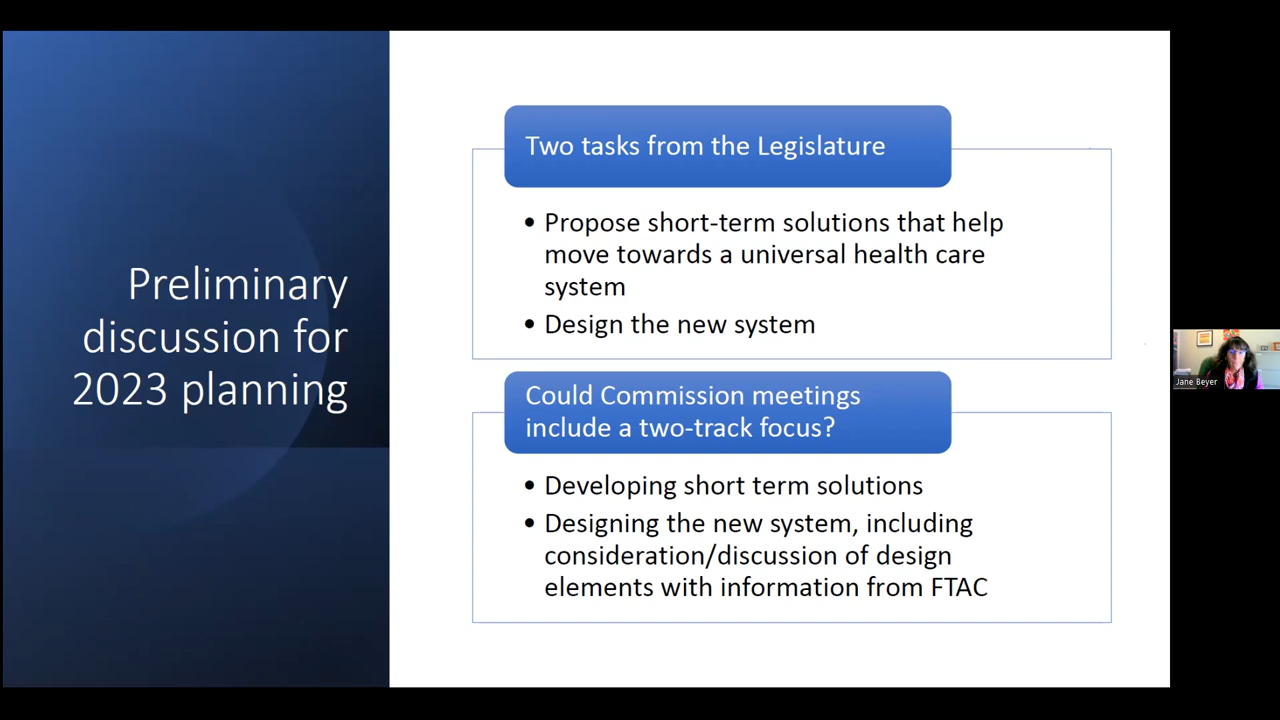 Preliminary
discussion for
2023 planning
Two tasks from the Legislature
• Propose short-term solutions that help
move towards a universal health care
system
• Design the new system
Could Commission meetings
include a two-track focus?
• Developing short term solutions
• Designing the new system, including
consideration/discussion of design
elements with information from FTAC
Jane Beyer